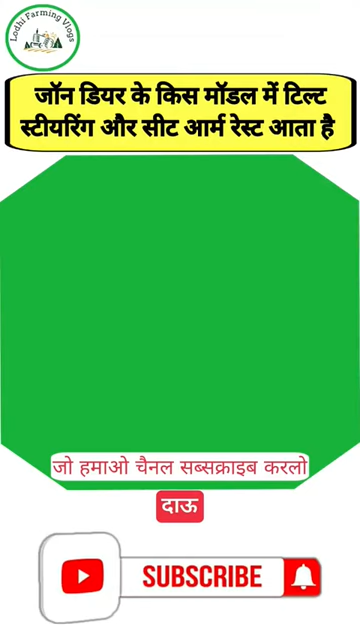 Lodhi Farming Vlogs
जॉन डियर के किस मॉडल में टिल्ट
स्टीयरिंग और सीट आर्म रेस्ट आता है
जो हमाओ चैनल सब्सक्राइब करलो
दाऊ
SUBSCRIBE